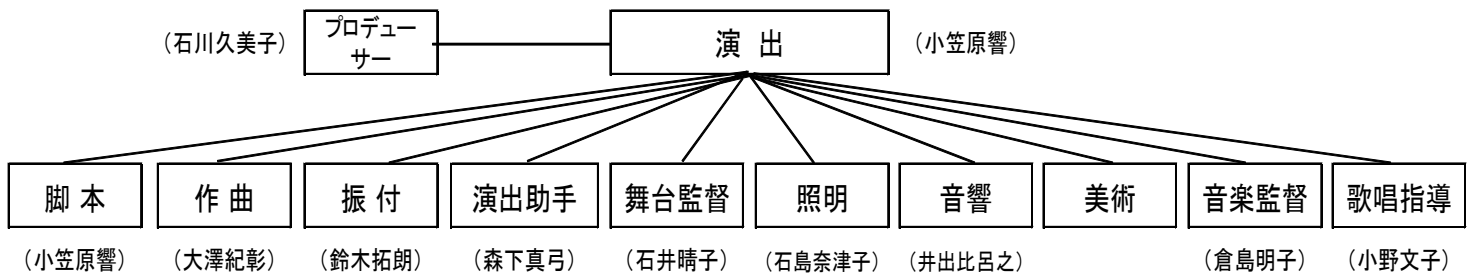 （石川久美子）
プロデュー
サー
演 出
（小笠原響）
脚 本
作 曲
振 付
演出助手
舞台監督
照明
音響
美術
音楽監督
歌唱指導
（小笠原響）
（大澤紀彰）
（鈴木拓朗）
（森下真弓）
（石井晴子）
（石島奈津子）
（井出比呂之）
（倉島明子）
（小野文子）